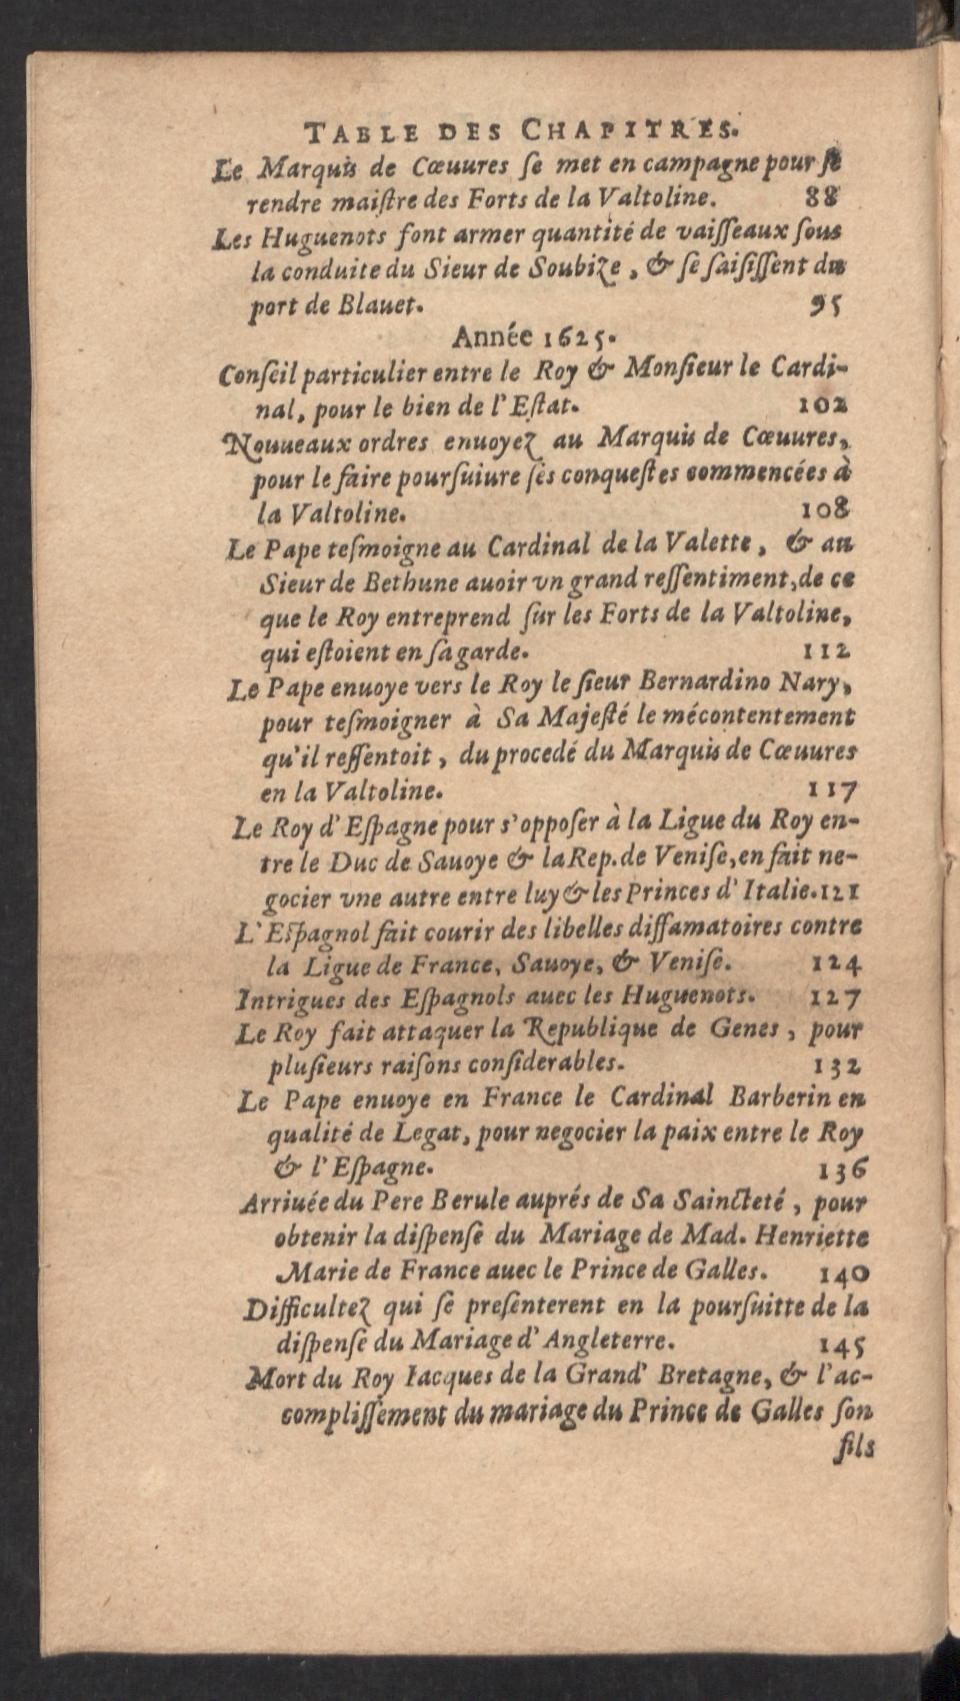 TABLE DES CHAPITRES.
Le Marquis de Cœuures ſe met en campagne pour ſe
rendre maiſtre des Forts de la Valtoline. 88
Les Huguenots font armer quantité de vaiſſeaux ſous
la conduite du Sieur de Soubize, & ſe ſaiſiſſent du
port de Blauet. 95
Année 1625.
Conſeil particulier entre le Roy & Monſieur le Cardi-
nal, pour le bien de l'Eſtat. 102
Nouueaux ordres enuoyez au Marquis de Cœuures,
pour le faire pourſuiure ſes conqueſtes commencées à
la Valtoline. 108
Le Pape teſmoigne au Cardinal de la Valette, & au
Sieur de Bethune auoir vn grand reſſentiment, de ce
que le Roy entreprend ſur les Forts de la Valtoline,
qui eſtoient en ſa garde. 112
Le Pape enuoye vers le Roy le ſieur Bernardino Nary,
pour teſmoigner à Sa Majeſté le mécontentement
qu'il reſſentoit, du procedé du Marquis de Cœuures
en la Valtoline. 117
Le Roy d'Eſpagne pour s'oppoſer à la Ligue du Roy en-
tre le Duc de Sauoye & la Rep. de Veniſe, en fait ne-
gocier vne autre entre luy & les Princes d'Italie. 121
L'Eſpagnol fait courir des libelles diffamatoires contre
la Ligue de France, Sauoye, & Veniſe. 124
Intrigues des Eſpagnols auec les Huguenots. 127
Le Roy fait attaquer la Republique de Genes, pour
pluſieurs raiſons conſiderables. 132
Le Pape enuoye en France le Cardinal Barberin en
qualité de Legat, pour negocier la paix entre le Roy
& l'Eſpagne. 136
Arriuée du Pere Berule auprés de Sa Saincteté, pour
obtenir la diſpenſe du Mariage de Mad. Henriette
Marie de France auec le Prince de Galles. 140
Difficultez qui ſe preſenterent en la pourſuitte de la
diſpenſe du Mariage d'Angleterre. 145
Mort du Roy Iacques de la Grand' Bretagne, & l'ac-
compliſſement du mariage du Prince de Galles ſon
fils